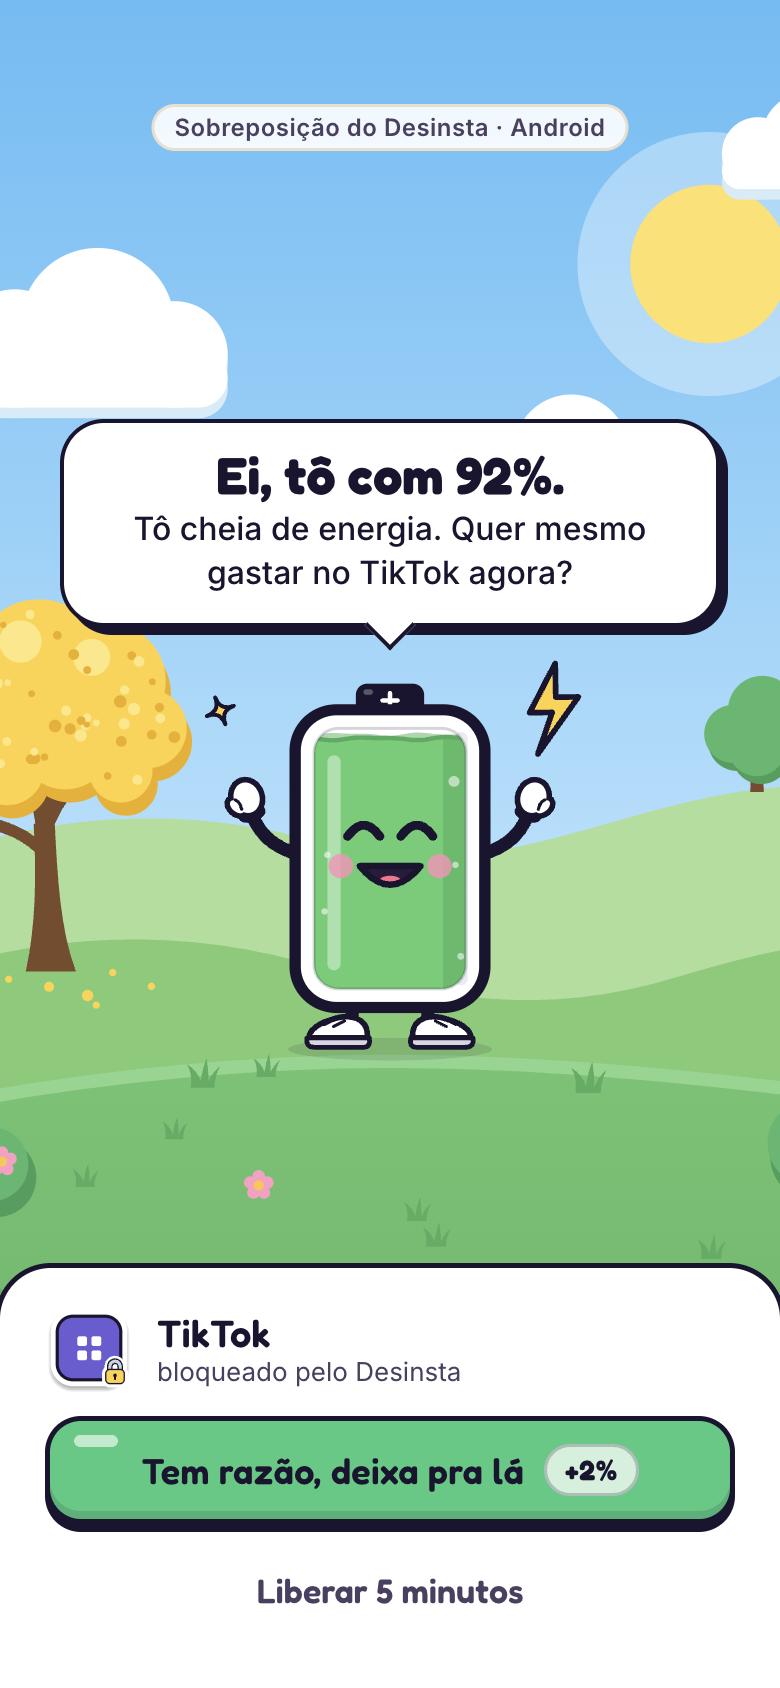 Sobreposição do Desinsta · Android
Ei, tô com 92%.
Tô cheia de energia. Quer mesmo
gastar no TikTok agora?
TikTok
bloqueado pelo Desinsta
Tem razão, deixa pra lá +2%
Liberar 5 minutos